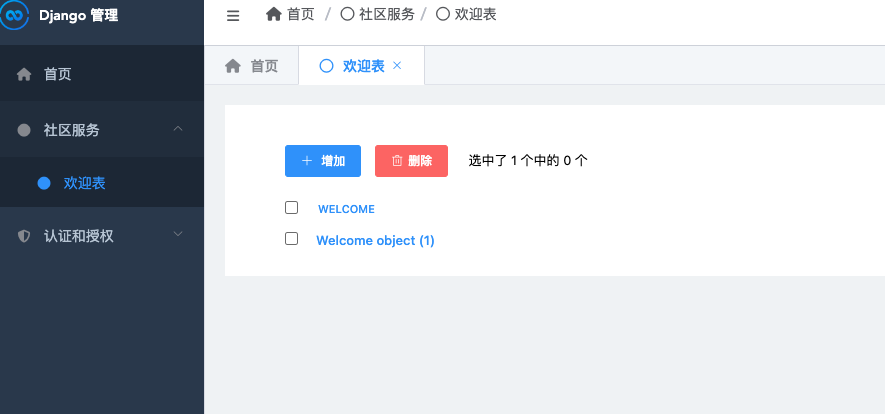 Django 管理
首页 / 社区服务 / 欢迎表
首页
欢迎表
首页
社区服务
欢迎表
认证和授权
增加
删除
选中了 1 个中的 0 个
WELCOME
Welcome object (1)